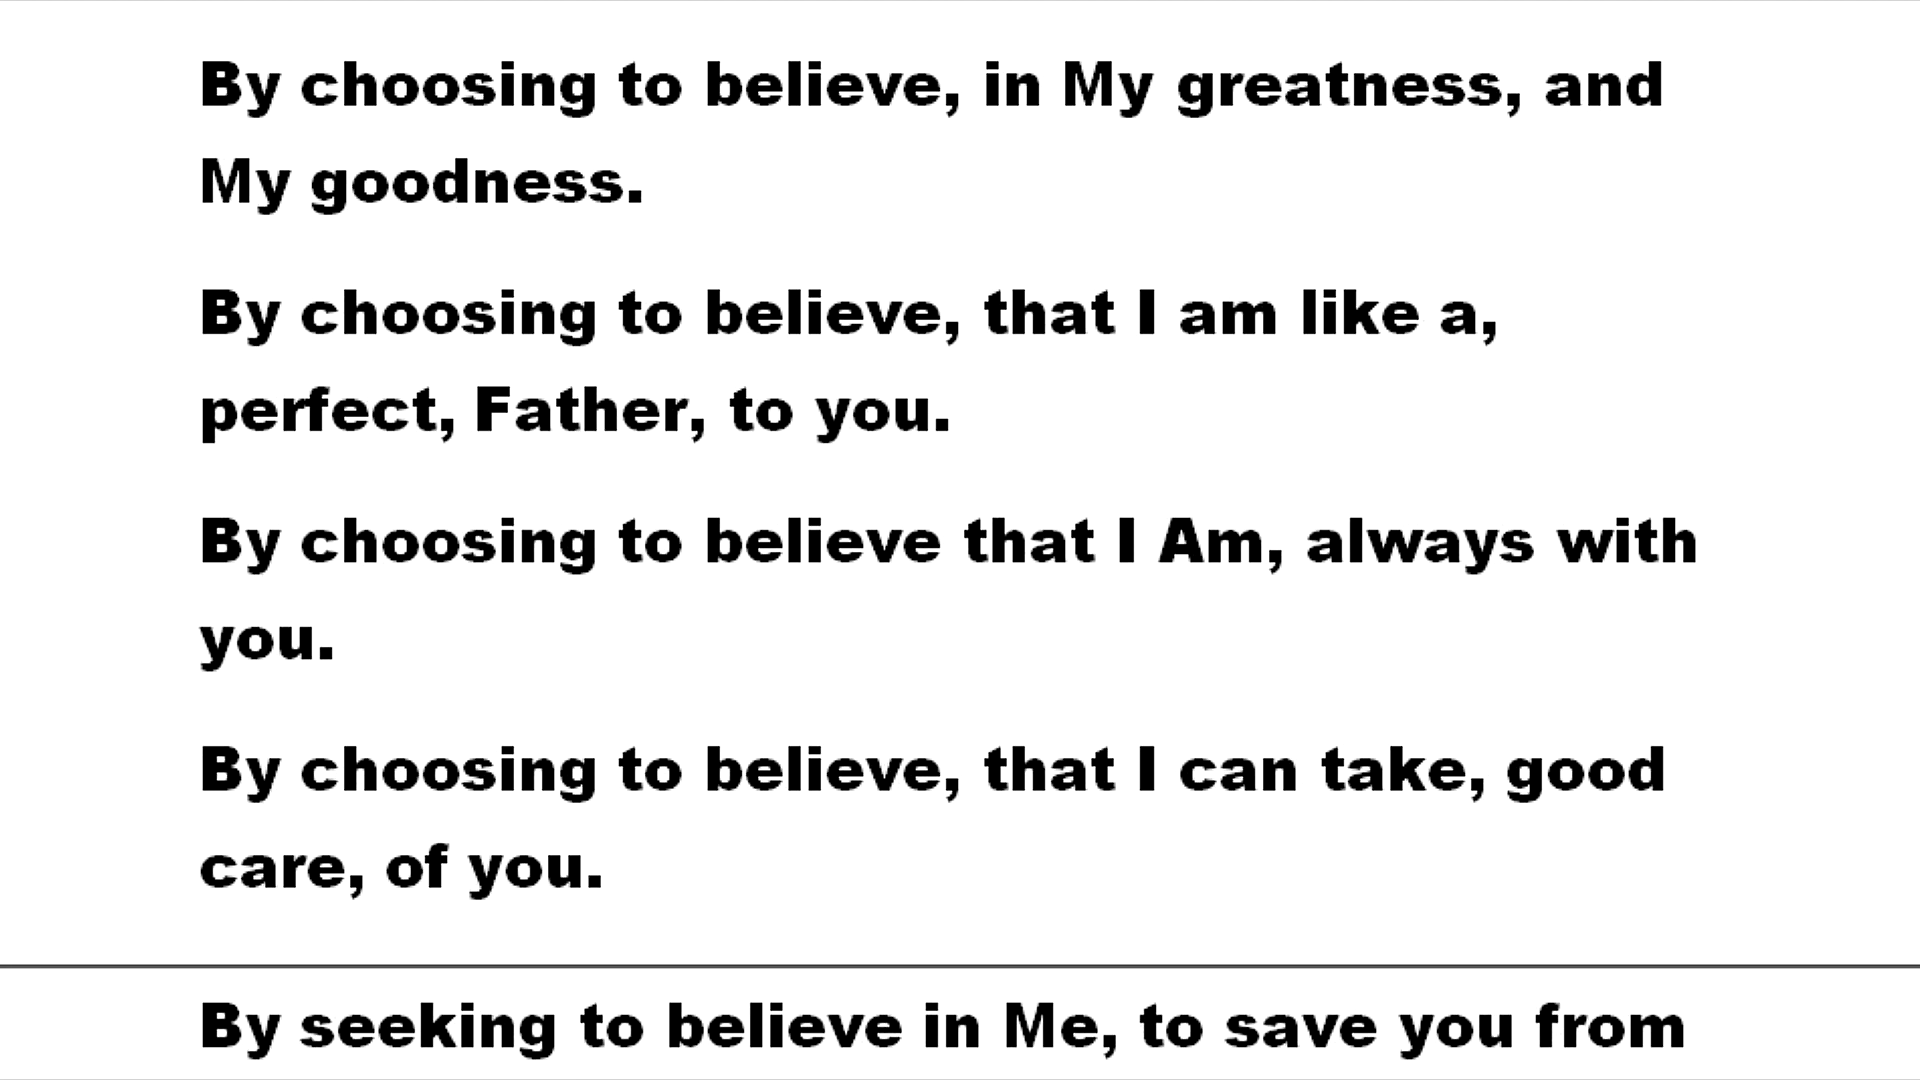 By choosing to believe, in My greatness, and
My goodness.
By choosing to believe, that I am like a,
perfect, Father, to you.
By choosing to believe that I Am, always with
you.
By choosing to believe, that I can take, good
care, of you.
By seeking to believe in Me, to save you from